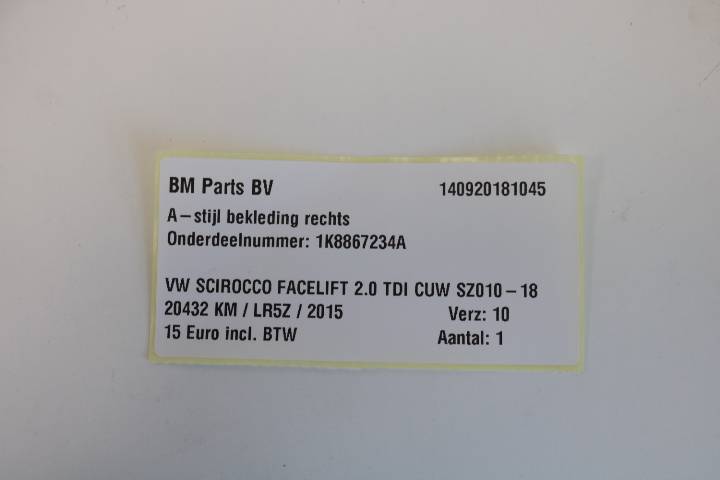 BM Parts BV 140920181045
A-stijl bekleding rechts
Onderdeelnummer: 1K8867234A
VW SCIROCCO FACELIFT 2.0 TDI CUW SZ010-18
20432 KM / LR5Z / 2015 Verz: 10
15 Euro incl. BTW Aantal: 1